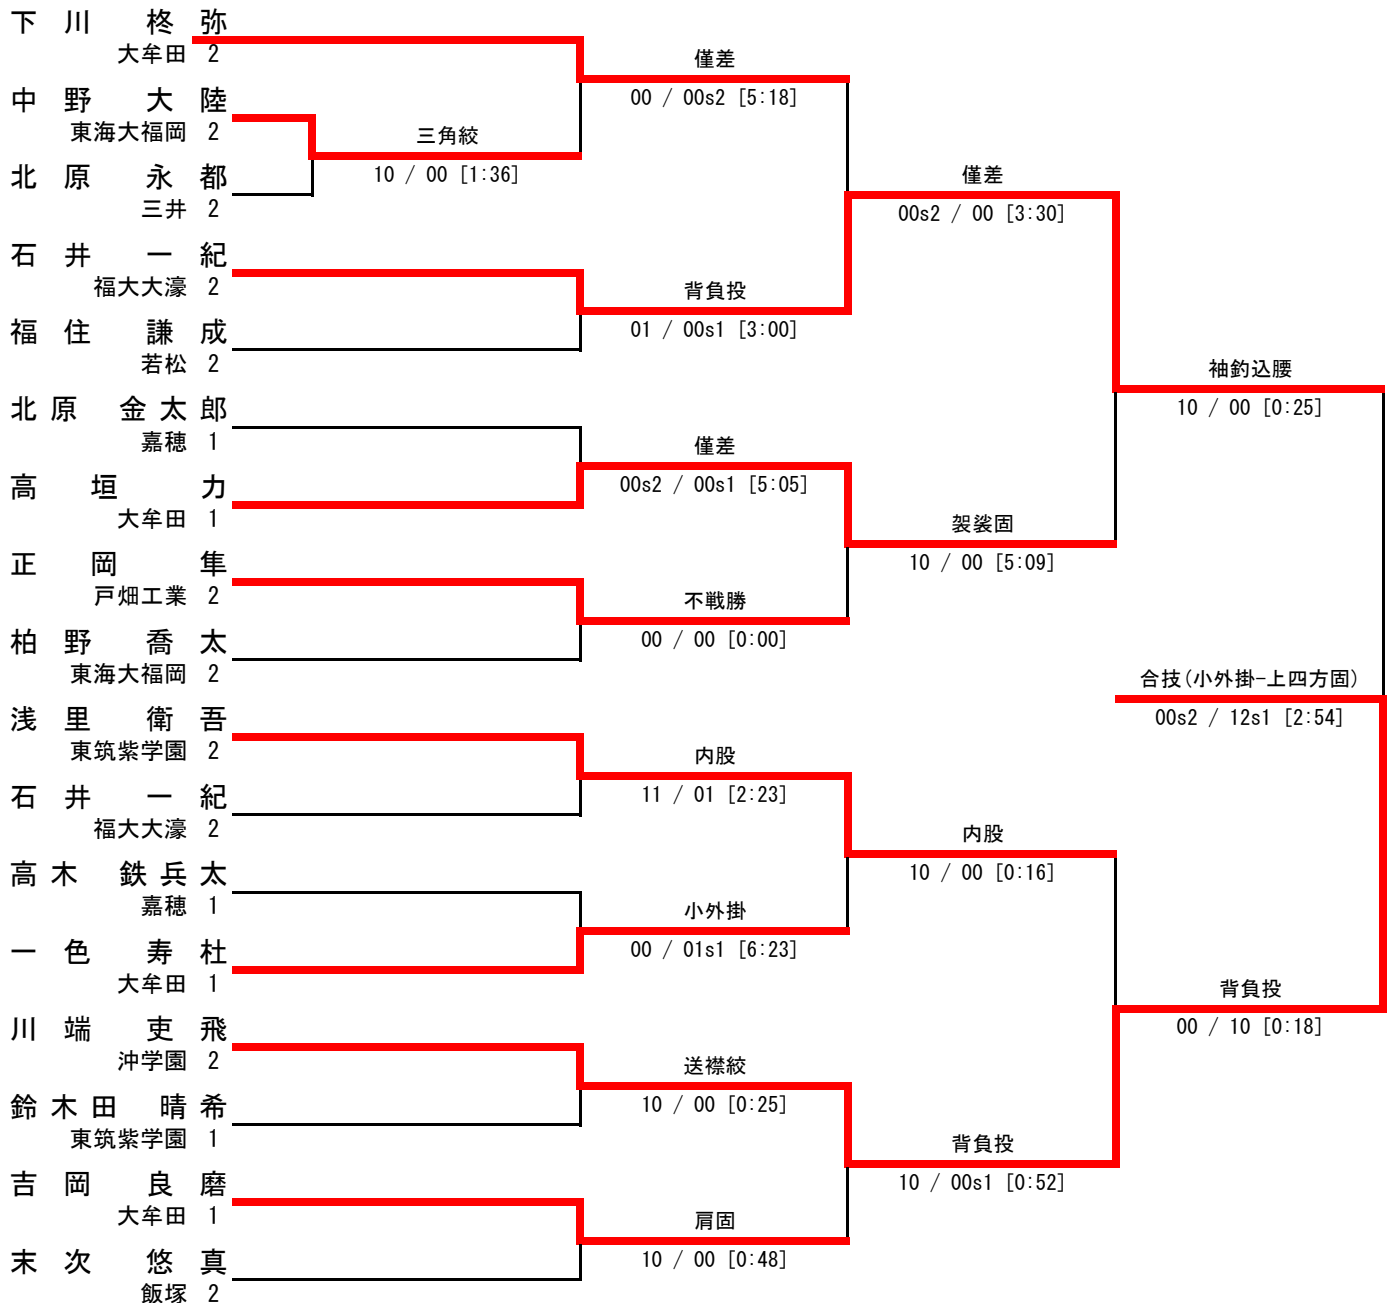 下川 柊弥
大牟田 2
中野 大陸
東海大福岡 2
北原 永都
三井 2
石井 一紀
福大大濠 2
福住 謙成
若松 2
北原 金太郎
嘉穂 1
高垣 力
大牟田 1
正岡 隼
戸畑工業 2
柏野 喬太
東海大福岡 2
浅里 衛吾
東筑紫学園 2
石井 一紀
福大大濠 2
高木 鉄兵太
嘉穂 1
一色 寿杜
大牟田 1
川端 吏飛
沖学園 2
鈴木田 晴希
東筑紫学園 1
吉岡 良磨
大牟田 1
末次 悠真
飯塚 2
三角絞
10 / 00 [1:36]
僅差
00 / 00s2 [5:18]
背負投
01 / 00s1 [3:00]
僅差
00s2 / 00s1 [5:05]
不戦勝
00 / 00 [0:00]
内股
11 / 01 [2:23]
小外掛
00 / 01s1 [6:23]
送襟絞
10 / 00 [0:25]
肩固
10 / 00 [0:48]
僅差
00s2 / 00 [3:30]
袈裟固
10 / 00 [5:09]
内股
10 / 00 [0:16]
背負投
10 / 00s1 [0:52]
袖釣込腰
10 / 00 [0:25]
背負投
00 / 10 [0:18]
合技(小外掛-上四方固)
00s2 / 12s1 [2:54]